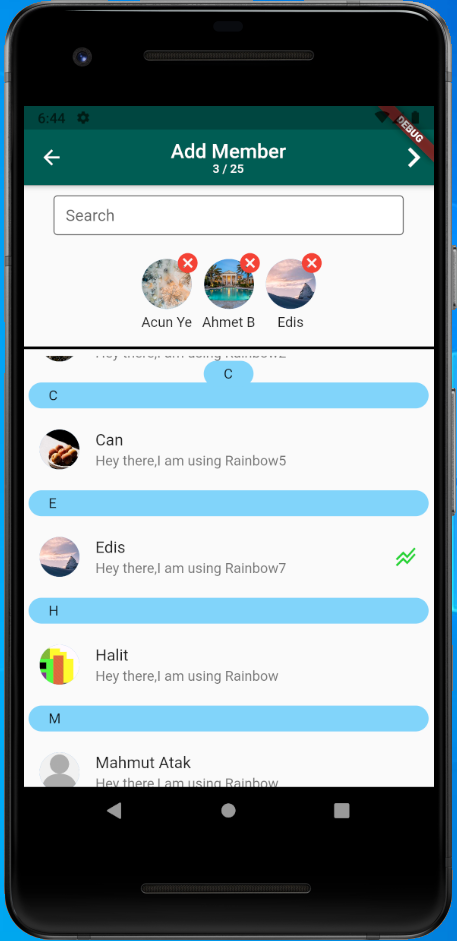 6:44
DEBUG
Add Member
3 / 25
Search
Acun Ye
Ahmet B
Edis
Hey there,I am using Rainbow2
C
C
Can
Hey there,I am using Rainbow5
E
Edis
Hey there,I am using Rainbow7
H
Halit
Hey there,I am using Rainbow
M
Mahmut Atak
Hey there,I am using Rainbow